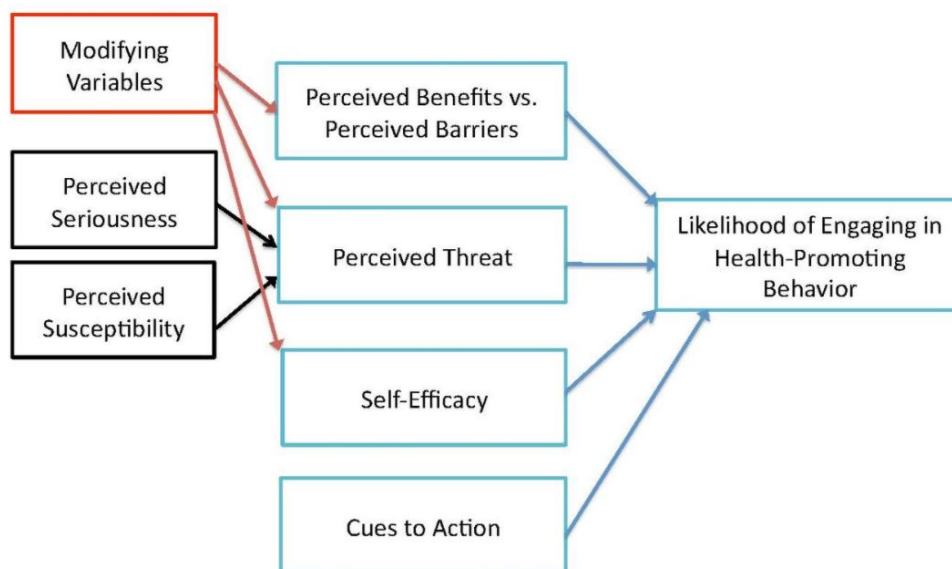 Modifying
Variables
Perceived
Seriousness
Perceived
Susceptibility
Perceived Benefits vs.
Perceived Barriers
Perceived Threat
Self-Efficacy
Cues to Action
Likelihood of Engaging in
Health-Promoting
Behavior